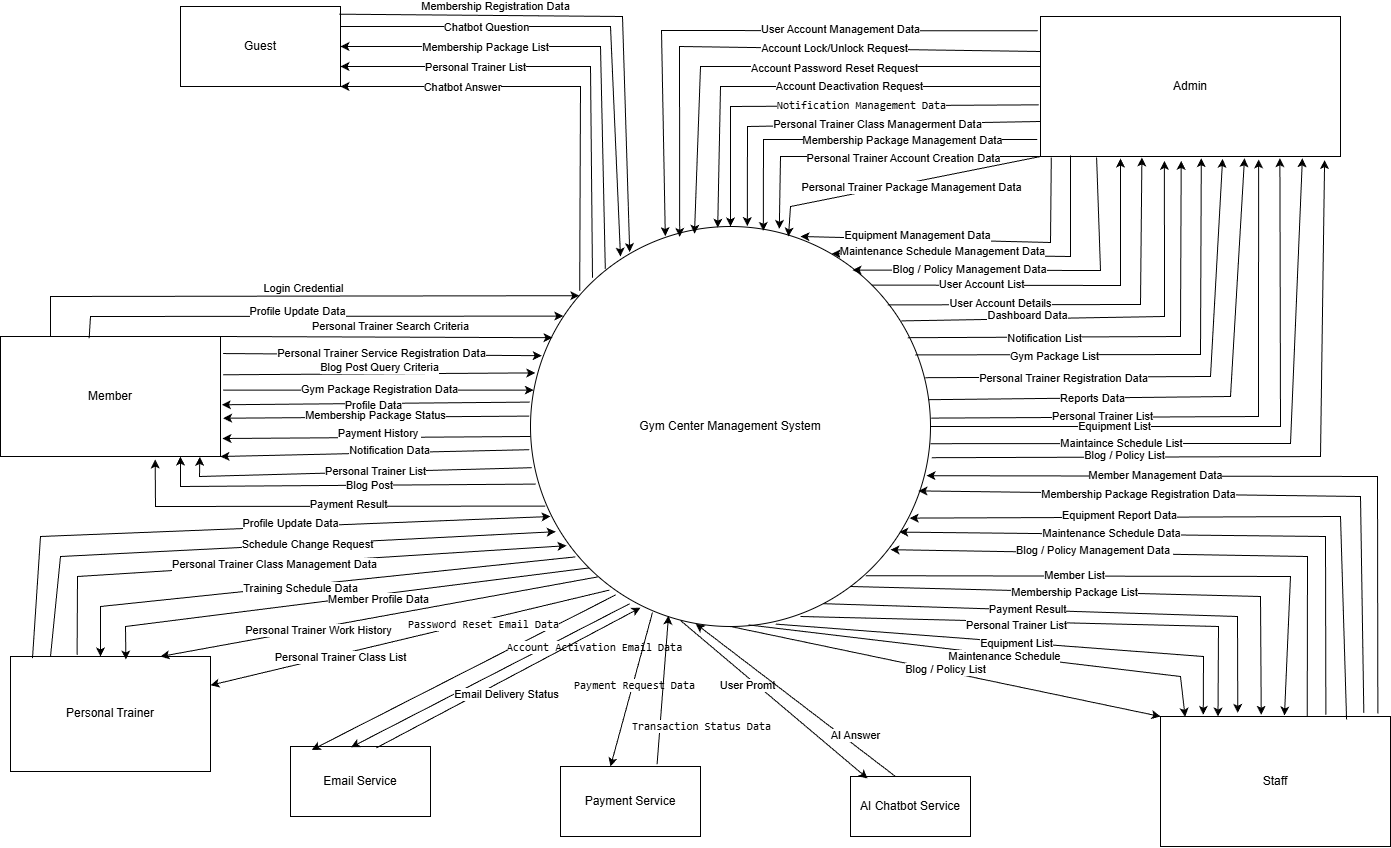 Membership Registration Data
Chatbot Question
Guest
Membership Package List
Personal Trainer List
Chatbot Answer
User Account Management Data
Account Lock/Unlock Request
Account Password Reset Request
Account Deactivation Request
Notification Management Data
Personal Trainer Class Managerment Data
Membership Package Management Data
Personal Trainer Account Creation Data
Personal Trainer Package Management Data
Admin
Equipment Management Data
Maintenance Schedule Management Data
Blog / Policy Management Data
User Account List
User Account Details
Dashboard Data
Notification List
Gym Package List
Personal Trainer Registration Data
Reports Data
Personal Trainer List
Equipment List
Maintaince Schedule List
Blog / Policy List
Login Credential
Profile Update Data
Personal Trainer Search Criteria
Personal Trainer Service Registration Data
Blog Post Query Criteria
Member
Gym Package Registration Data
Profile Data
Membership Package Status
Payment History
Notification Data
Personal Trainer List
Blog Post
Payment Result
Gym Center Management System
Member Management Data
Membership Package Registration Data
Equipment Report Data
Maintenance Schedule Data
Blog / Policy Management Data
Member List
Membership Package List
Payment Result
Personal Trainer List
Equipment List
Maintenance Schedule
Blog / Policy List
Staff
Profile Update Data
Schedule Change Request
Personal Trainer Class Management Data
Training Schedule Data
Member Profile Data
Personal Trainer Work History
Personal Trainer Class List
Personal Trainer
Password Reset Email Data
Account Activation Email Data
Email Delivery Status
Email Service
Payment Request Data
Transaction Status Data
Payment Service
User Promt
AI Answer
AI Chatbot Service